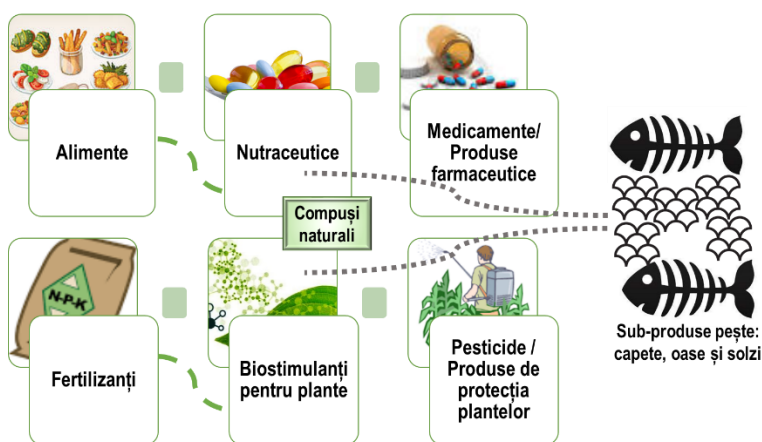 Alimente
Nutraceutice
Medicamente/
Produse
farmaceutice
Compuși
naturali
N-P-K
Fertilizanți
Biostimulanți
pentru plante
Pesticide /
Produse de
protecția
plantelor
Sub-produse pește:
capete, oase și solzi